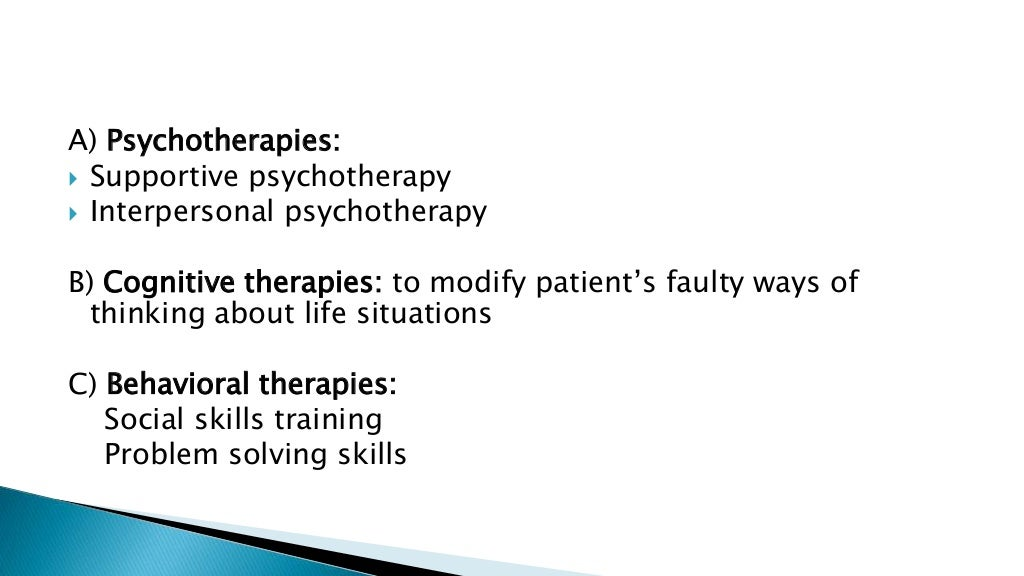 A) Psychotherapies:
Supportive psychotherapy
Interpersonal psychotherapy
B) Cognitive therapies: to modify patient’s faulty ways of
thinking about life situations
C) Behavioral therapies:
Social skills training
Problem solving skills